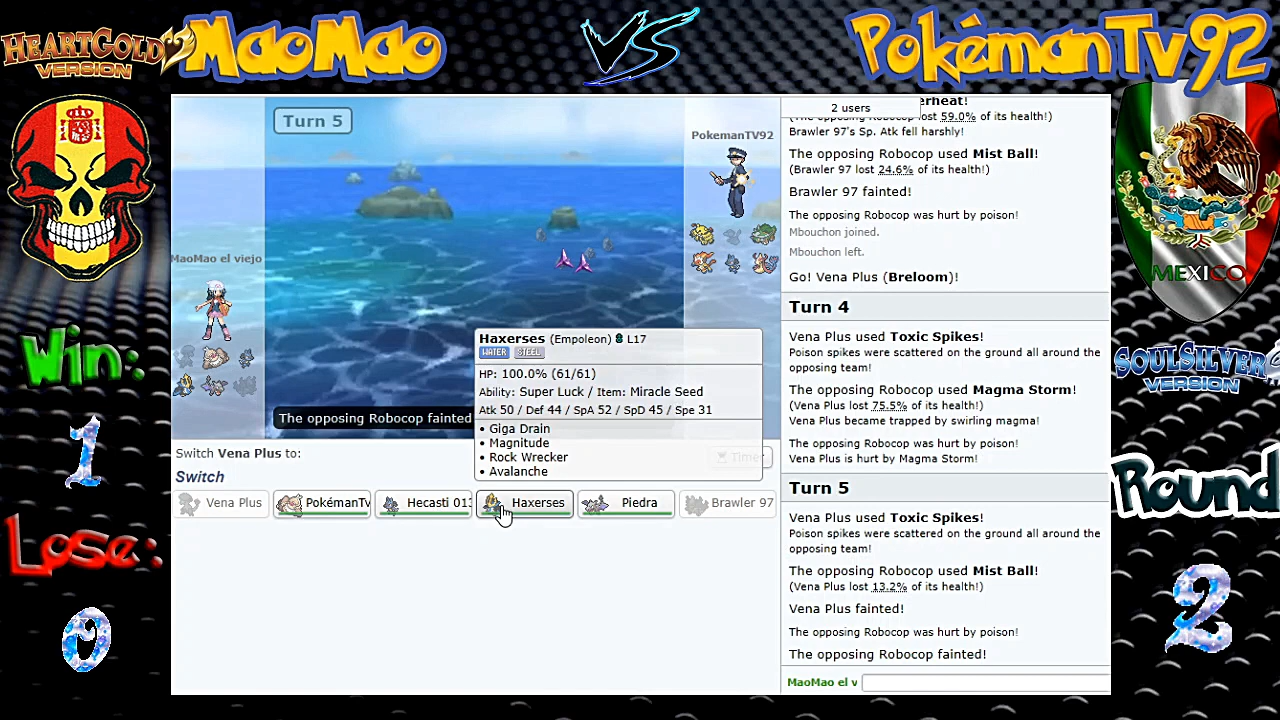 HEARTGOLD
VERSION
MaoMao
VS
PokémanTv92
Turn 5
PokemanTV92
MaoMao el viejo
The opposing Robocop fainted
Haxerses (Empoleon) L17
WATER STEEL
HP: 100.0% (61/61)
Ability: Super Luck / Item: Miracle Seed
Atk 50 / Def 44 / SpA 52 / SpD 45 / Spe 31
• Giga Drain
• Magnitude
• Rock Wrecker
• Avalanche
Switch Vena Plus to:
Timer
Switch
Vena Plus
PokémanTv
Hecasti 011
Haxerses
Piedra
Brawler 97
2 users
erheat!
(The opposing Robocop lost 59.0% of its health!)
Brawler 97's Sp. Atk fell harshly!
The opposing Robocop used Mist Ball!
(Brawler 97 lost 24.6% of its health!)
Brawler 97 fainted!
The opposing Robocop was hurt by poison!
Mbouchon joined.
Mbouchon left.
Go! Vena Plus (Breloom)!
Turn 4
Vena Plus used Toxic Spikes!
Poison spikes were scattered on the ground all around the
opposing team!
The opposing Robocop used Magma Storm!
(Vena Plus lost 75.5% of its health!)
Vena Plus became trapped by swirling magma!
The opposing Robocop was hurt by poison!
Vena Plus is hurt by Magma Storm!
Turn 5
Vena Plus used Toxic Spikes!
Poison spikes were scattered on the ground all around the
opposing team!
The opposing Robocop used Mist Ball!
(Vena Plus lost 13.2% of its health!)
Vena Plus fainted!
The opposing Robocop was hurt by poison!
The opposing Robocop fainted!
MaoMao el v
Win:
1
Lose:
0
MEXICO
SOULSILVER
VERSION
Round
2